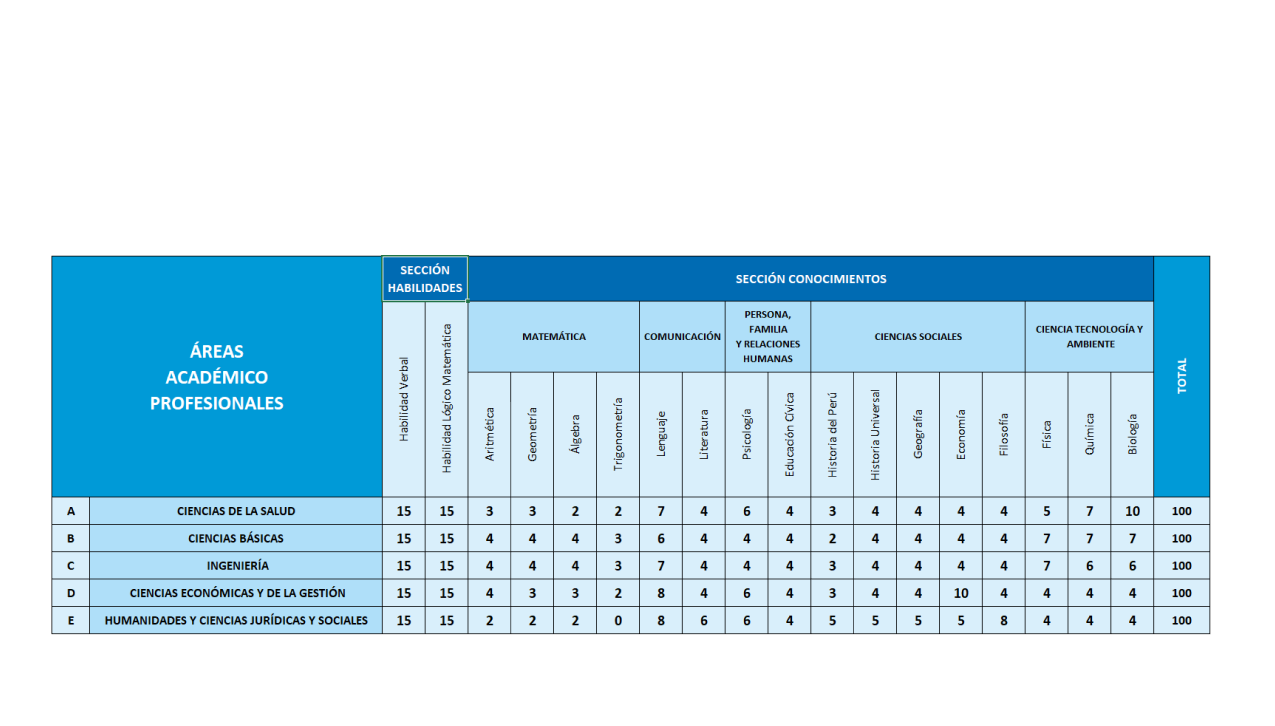 ÁREAS
ACADÉMICO
PROFESIONALES
SECCIÓN
HABILIDADES
SECCIÓN CONOCIMIENTOS
TOTAL
MATEMÁTICA
COMUNICACIÓN
PERSONA,
FAMILIA
Y RELACIONES
HUMANAS
CIENCIAS SOCIALES
CIENCIA TECNOLOGÍA Y
AMBIENTE
Habilidad Verbal
Habilidad Lógico Matemática
Aritmética
Geometría
Álgebra
Trigonometría
Lenguaje
Literatura
Psicología
Educación Cívica
Historia del Perú
Historia Universal
Geografía
Economía
Filosofía
Física
Química
Biología
A CIENCIAS DE LA SALUD 15 15 3 3 2 2 7 4 6 4 3 4 4 4 4 5 7 10 100
B CIENCIAS BÁSICAS 15 15 4 4 4 3 6 4 4 4 2 4 4 4 4 7 7 7 100
C INGENIERÍA 15 15 4 4 4 3 7 4 4 4 3 4 4 4 4 7 6 6 100
D CIENCIAS ECONÓMICAS Y DE LA GESTIÓN 15 15 4 3 3 2 8 4 6 4 3 4 4 10 4 4 4 4 100
E HUMANIDADES Y CIENCIAS JURÍDICAS Y SOCIALES 15 15 2 2 2 0 8 6 6 4 5 5 5 5 8 4 4 4 100